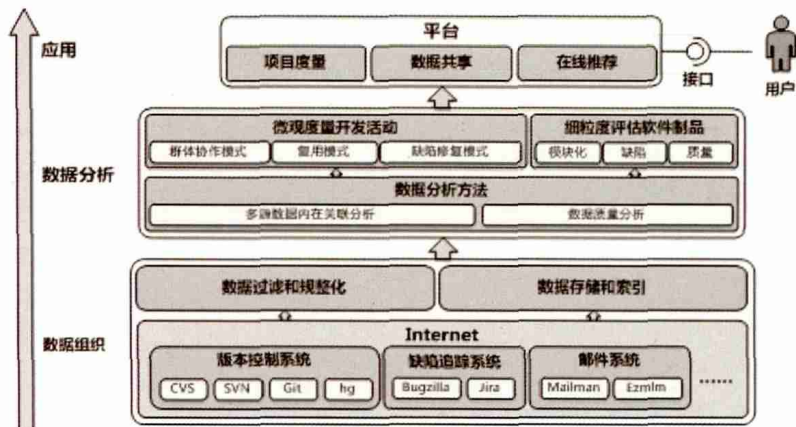 平台
应用
项目度量 数据共享 在线推荐
接口
用户
微观度量开发活动 细粒度评估软件制品
群体协作模式 复用模式 缺陷修复模式 模块化 缺陷 质量
数据分析
数据分析方法
多源数据内在关联分析 数据质量分析
数据过滤和规整化 数据存储和索引
Internet
数据组织
版本控制系统 缺陷追踪系统 邮件系统
CVS SVN Git hg Bugzilla Jira Mailman Ezmlm ······